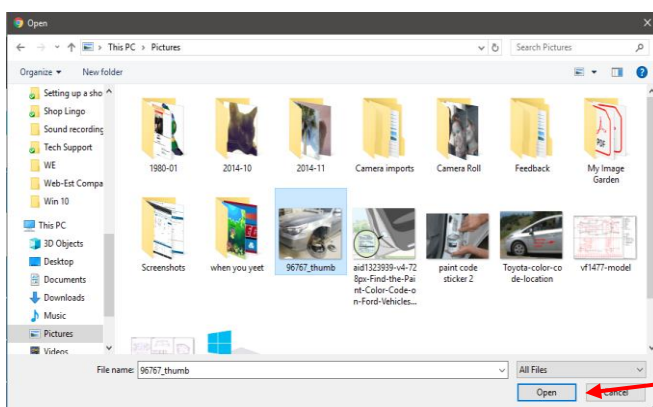 Open
This PC > Pictures
Search Pictures
Organize
New folder
Setting up a sho
Shop Lingo
Sound recording
Tech Support
WE
Web-Est Compa
Win 10
This PC
3D Objects
Desktop
Documents
Downloads
Music
Pictures
Videos
1980-01
2014-10
2014-11
Camera imports
Camera Roll
Feedback
My Image
Garden
PDF
Screenshots
when you yeet
96767_thumb
aid1323939-v4-72
8px-Find-the-Pai
nt-Color-Code-o
n-Ford-Vehicles...
paint code
sticker 2
Toyota-color-co
de-location
vf1477-model
File name: 96767_thumb
All Files
Open
Cancel